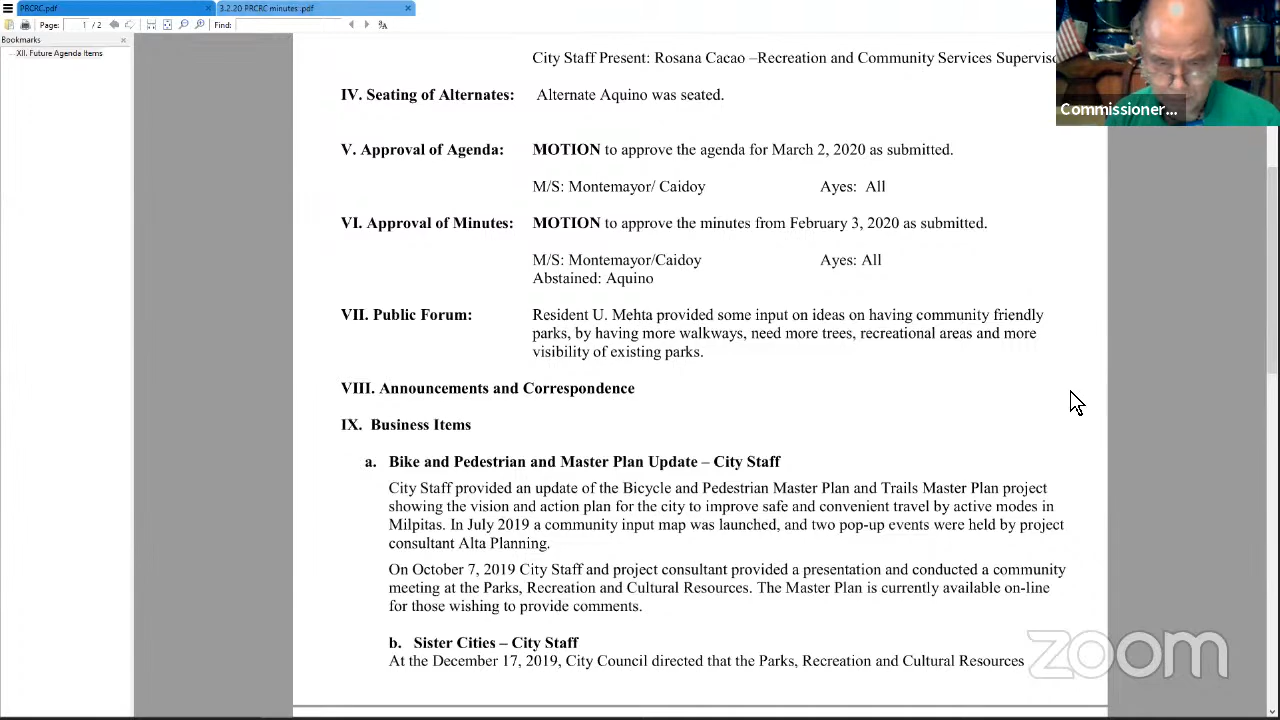 PRCRC.pdf
3.2.20 PRCRC minutes .pdf
Page: 1 / 2
Find:
Bookmarks
XII. Future Agenda Items
City Staff Present: Rosana Cacao –Recreation and Community Services Superviso
Commissioner...
IV. Seating of Alternates: Alternate Aquino was seated.
V. Approval of Agenda: MOTION to approve the agenda for March 2, 2020 as submitted.
M/S: Montemayor/ Caidoy Ayes: All
VI. Approval of Minutes: MOTION to approve the minutes from February 3, 2020 as submitted.
M/S: Montemayor/Caidoy Ayes: All
Abstained: Aquino
VII. Public Forum: Resident U. Mehta provided some input on ideas on having community friendly
parks, by having more walkways, need more trees, recreational areas and more
visibility of existing parks.
VIII. Announcements and Correspondence
IX. Business Items
a. Bike and Pedestrian and Master Plan Update – City Staff
City Staff provided an update of the Bicycle and Pedestrian Master Plan and Trails Master Plan project
showing the vision and action plan for the city to improve safe and convenient travel by active modes in
Milpitas. In July 2019 a community input map was launched, and two pop-up events were held by project
consultant Alta Planning.
On October 7, 2019 City Staff and project consultant provided a presentation and conducted a community
meeting at the Parks, Recreation and Cultural Resources. The Master Plan is currently available on-line
for those wishing to provide comments.
b. Sister Cities – City Staff
At the December 17, 2019, City Council directed that the Parks, Recreation and Cultural Resources
zoom